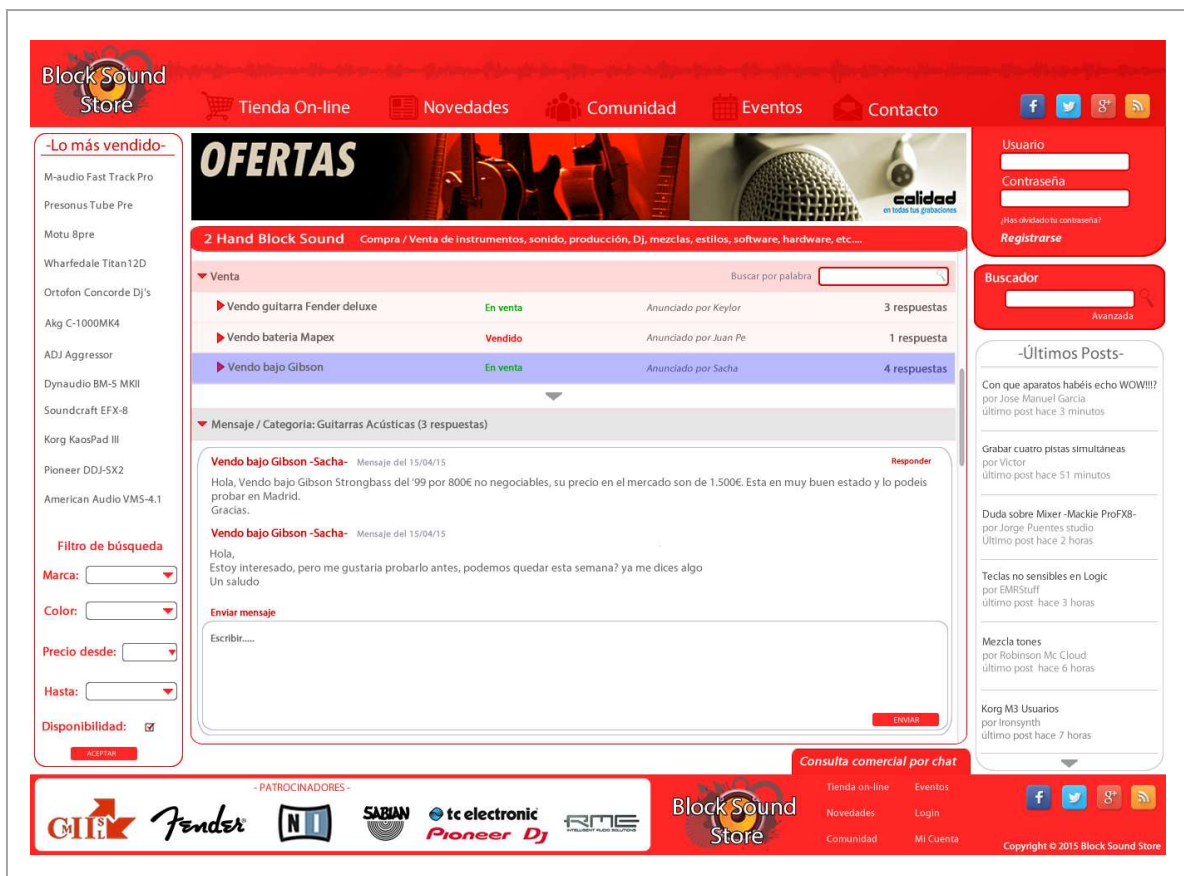 Block Sound
Store
Tienda On-line
Novedades
Comunidad
Eventos
Contacto
-Lo más vendido-
M-audio Fast Track Pro
Presonus Tube Pre
Motu 8pre
Wharfedale Titan12D
Ortofon Concorde Dj's
Akg C-1000MK4
ADJ Aggressor
Dynaudio BM-5 MKII
Soundcraft EFX-8
Korg KaosPad III
Pioneer DDJ-SX2
American Audio VMS-4.1
Filtro de búsqueda
Marca:
Color:
Precio desde:
Hasta:
Disponibilidad:
ACEPTAR
OFERTAS
calidad
en todas tus grabaciones
2 Hand Block Sound Compra / Venta de instrumentos, sonido, producción, Dj, mezclas, estilos, software, hardware, etc....
Venta Buscar por palabra
Vendo guitarra Fender deluxe En venta Anunciado por Keylor 3 respuestas
Vendo bateria Mapex Vendido Anunciado por Juan Pe 1 respuesta
Vendo bajo Gibson En venta Anunciado por Sacha 4 respuestas
Mensaje / Categoria: Guitarras Acústicas (3 respuestas)
Vendo bajo Gibson -Sacha- Mensaje del 15/04/15 Responder
Hola, Vendo bajo Gibson Strongbass del '99 por 800€ no negociables, su precio en el mercado son de 1.500€. Esta en muy buen estado y lo podeis
probar en Madrid.
Gracias.
Vendo bajo Gibson -Sacha- Mensaje del 15/04/15
Hola,
Estoy interesado, pero me gustaria probarlo antes, podemos quedar esta semana? ya me dices algo
Un saludo
Enviar mensaje
Escribir.....
ENVIAR
Usuario
Contraseña
¿Has olvidado tu contraseña?
Registrarse
Buscador
Avanzada
-Últimos Posts-
Con que aparatos habéis echo WOW!!!?
por Jose Manuel García
último post hace 3 minutos
Grabar cuatro pistas simultáneas
por Victor
último post hace 51 minutos
Duda sobre Mixer -Mackie ProFX8-
por Jorge Puentes studio
Último post hace 2 horas
Teclas no sensibles en Logic
por EMRStuff
último post hace 3 horas
Mezcla tones
por Robinson Mc Cloud
último post hace 6 horas
Korg M3 Usuarios
por Ironsynth
último post hace 7 horas
Consulta comercial por chat
- PATROCINADORES -
Fender
NI
SABIAN
tc electronic
Pioneer Dj
RME
INTELLIGENT AUDIO SOLUTIONS
Block Sound
Store
Tienda on-line Eventos
Novedades Login
Comunidad Mi Cuenta
Copyright © 2015 Block Sound Store